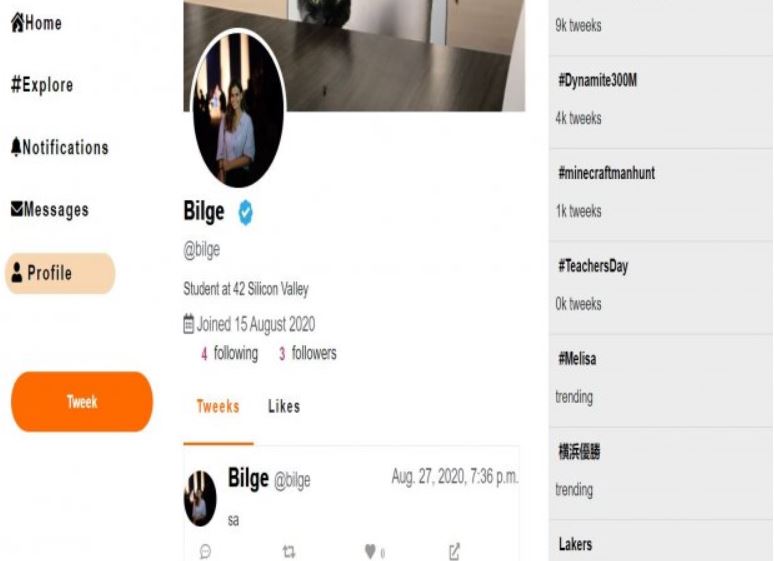 Home
#Explore
Notifications
Messages
Profile
Tweek
Bilge
@bilge
Student at 42 Silicon Valley
Joined 15 August 2020
4 following 3 followers
Tweeks Likes
Bilge @bilge Aug. 27, 2020, 7:36 p.m.
sa
0
9k tweeks
#Dynamite300M
4k tweeks
#minecraftmanhunt
1k tweeks
#TeachersDay
0k tweeks
#Melisa
trending
横浜優勝
trending
Lakers